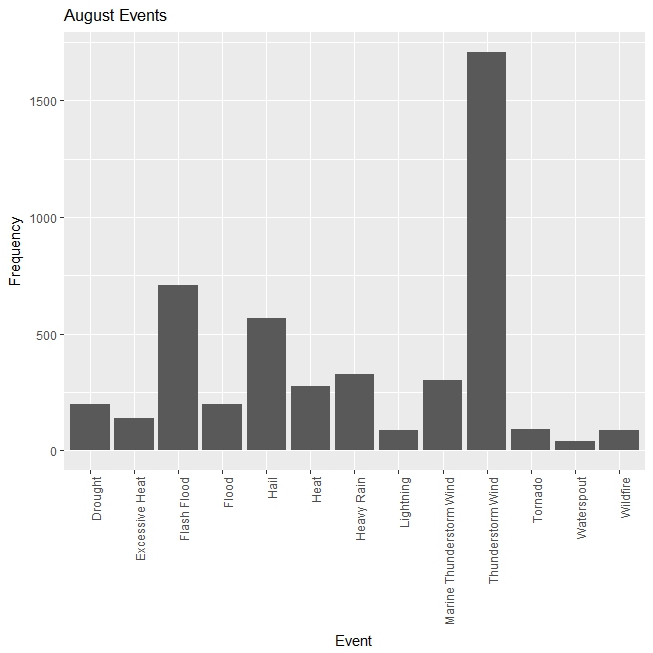 August Events
Frequency
1500
1000
500
0
Drought
Excessive Heat
Flash Flood
Flood
Hail
Heat
Heavy Rain
Lightning
Marine Thunderstorm Wind
Thunderstorm Wind
Tornado
Waterspout
Wildfire
Event